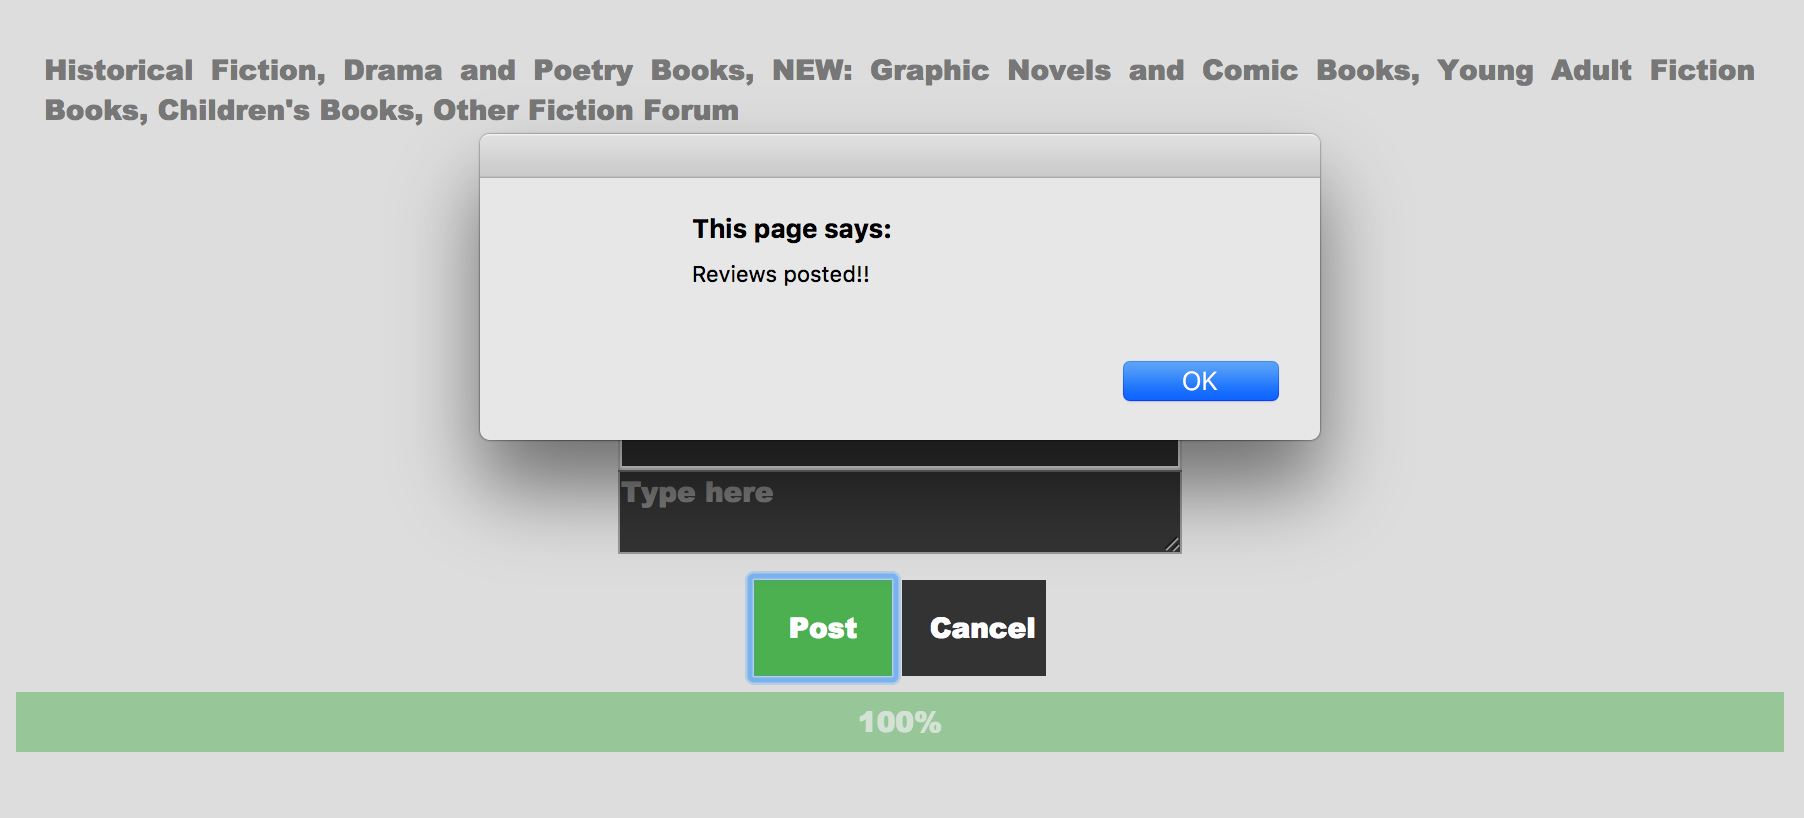 Historical Fiction, Drama and Poetry Books, NEW: Graphic Novels and Comic Books, Young Adult Fiction
Books, Children's Books, Other Fiction Forum
This page says:
Reviews posted!!
OK
Type here
Post
Cancel
100%